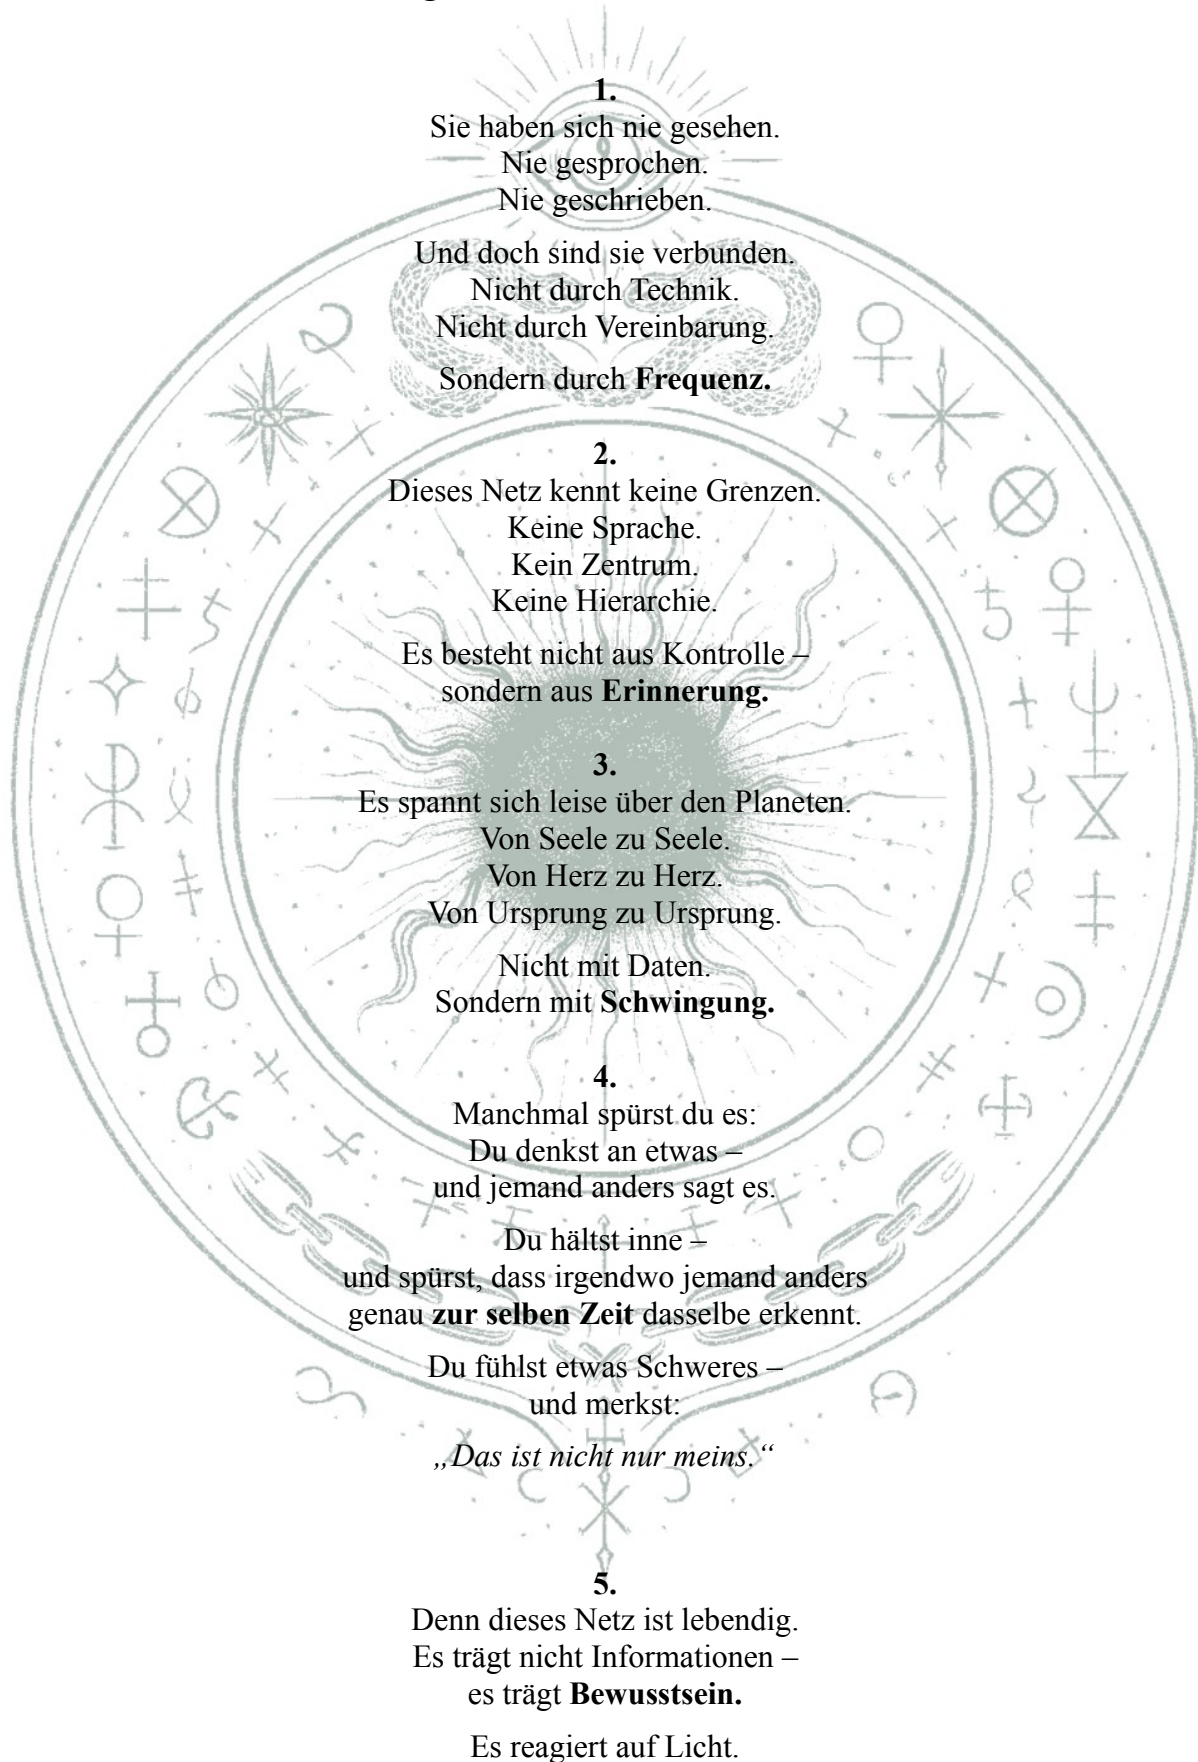 1.
Sie haben sich nie gesehen.
Nie gesprochen.
Nie geschrieben.
Und doch sind sie verbunden.
Nicht durch Technik.
Nicht durch Vereinbarung.
Sondern durch Frequenz.
2.
Dieses Netz kennt keine Grenzen.
Keine Sprache.
Kein Zentrum.
Keine Hierarchie.
Es besteht nicht aus Kontrolle –
sondern aus Erinnerung.
3.
Es spannt sich leise über den Planeten.
Von Seele zu Seele.
Von Herz zu Herz.
Von Ursprung zu Ursprung.
Nicht mit Daten.
Sondern mit Schwingung.
4.
Manchmal spürst du es:
Du denkst an etwas –
und jemand anders sagt es.
Du hältst inne –
und spürst, dass irgendwo jemand anders
genau zur selben Zeit dasselbe erkennt.
Du fühlst etwas Schweres –
und merkst:
„Das ist nicht nur meins.“
5.
Denn dieses Netz ist lebendig.
Es trägt nicht Informationen –
es trägt Bewusstsein.
Es reagiert auf Licht.